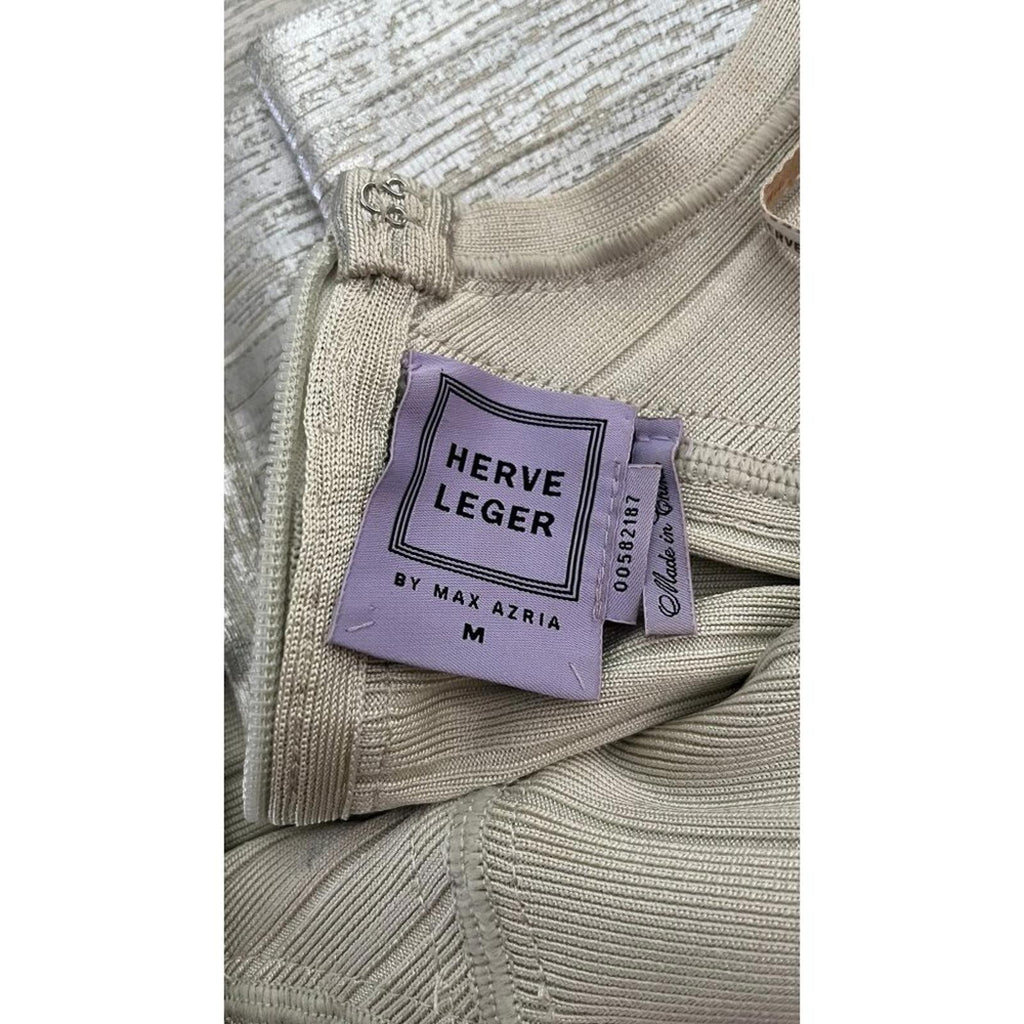 HERVE
LEGER
BY MAX AZRIA
M
00582187
Made in